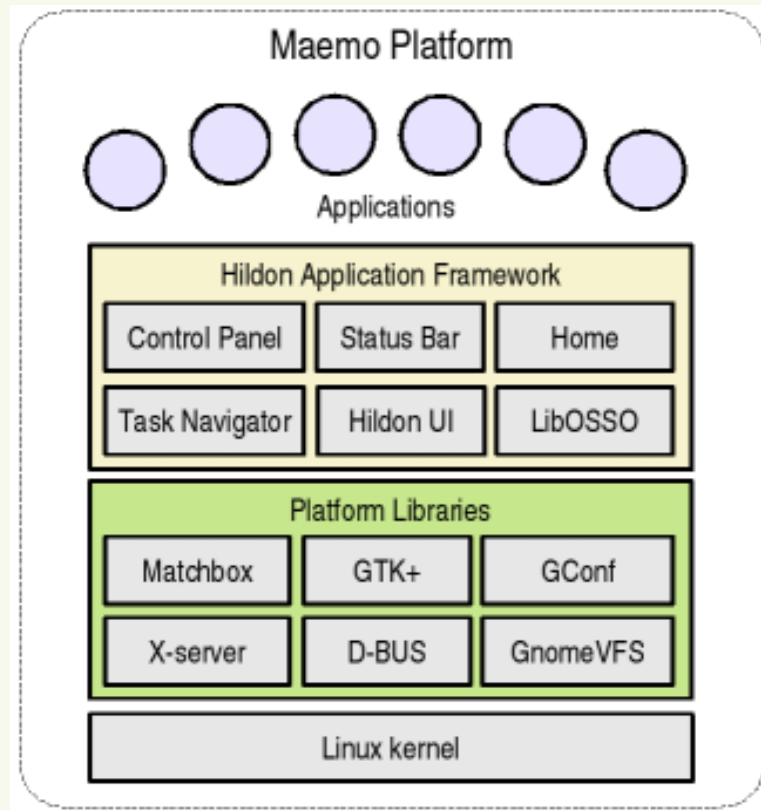 Maemo Platform
Applications
Hildon Application Framework
Control Panel
Status Bar
Home
Task Navigator
Hildon UI
LibOSSO
Platform Libraries
Matchbox
GTK+
GConf
X-server
D-BUS
GnomeVFS
Linux kernel